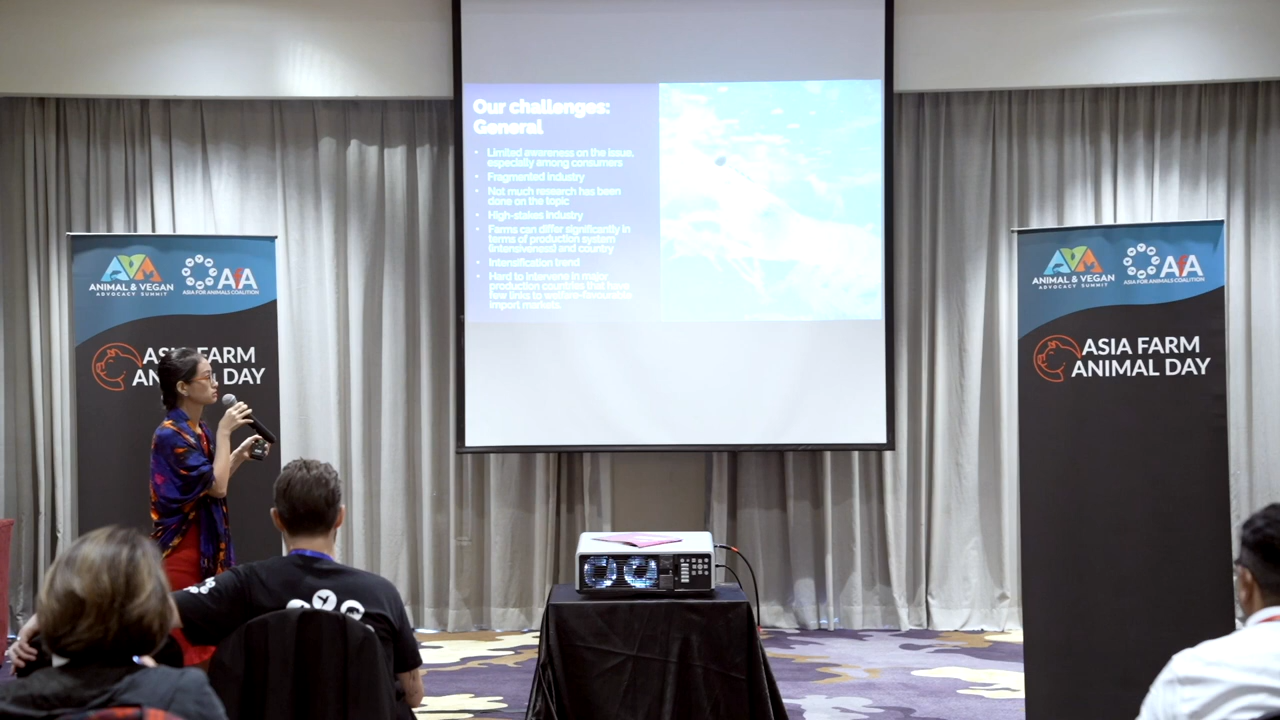 Our challenges:
General
• Limited awareness on the issue,
especially among consumers
• Fragmented industry
• Not much research has been
done on the topic
• High-stakes industry
• Farms can differ significantly in
terms of production system
(intensiveness) and country
• Intensification trend
• Hard to intervene in major
production countries that have
few links to welfare-favourable
import markets.
ANIMAL & VEGAN
ADVOCACY SUMMIT
AfA
ASIA FOR ANIMALS COALITION
ASIA FARM
ANIMAL DAY
ANIMAL & VEGAN
ADVOCACY SUMMIT
AfA
ASIA FOR ANIMALS COALITION
ASIA FARM
ANIMAL DAY